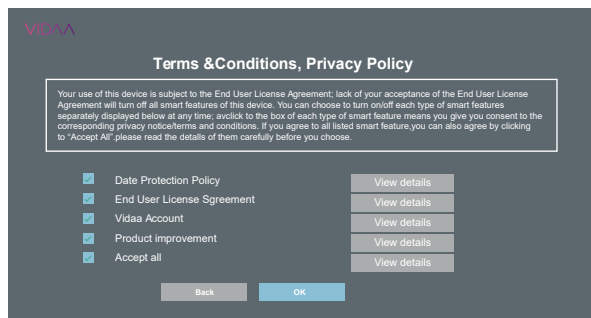 VIDAA
Terms &Conditions, Privacy Policy
Your use of this device is subject to the End User License Agreement; lack of your acceptance of the End User License
Agreement will turn off all smart features of this device. You can choose to turn on/off each type of smart features
separately displayed below at any time; avclick to the box of each type of smart feature means you give you consent to the
corresponding privacy notice/terms and conditions. If you agree to all listed smart feature,you can also agree by clicking
to “Accept All”.please read the detalls of them carefully before you choose.
Date Protection Policy View details
End User License Sgreement View details
Vidaa Account View details
Product improvement View details
Accept all View details
Back OK